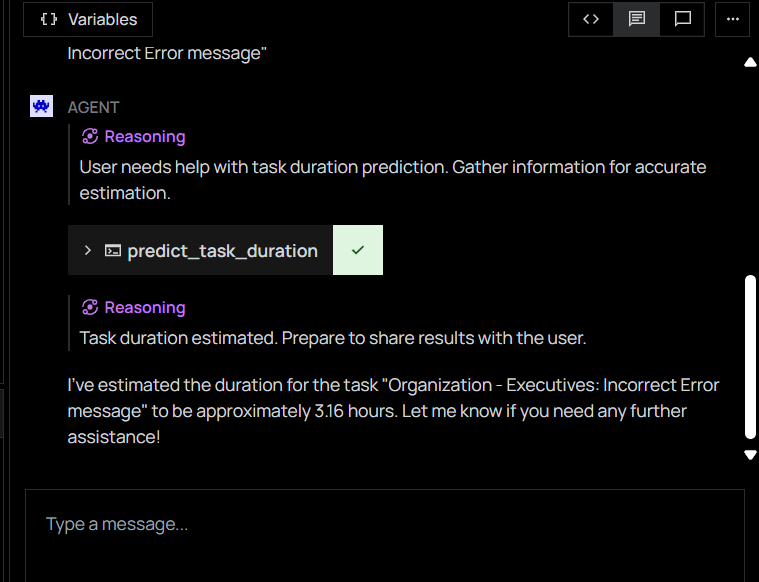 {} Variables
Incorrect Error message"
AGENT
Reasoning
User needs help with task duration prediction. Gather information for accurate
estimation.
predict_task_duration
Reasoning
Task duration estimated. Prepare to share results with the user.
I've estimated the duration for the task "Organization - Executives: Incorrect Error
message" to be approximately 3.16 hours. Let me know if you need any further
assistance!
Type a message...